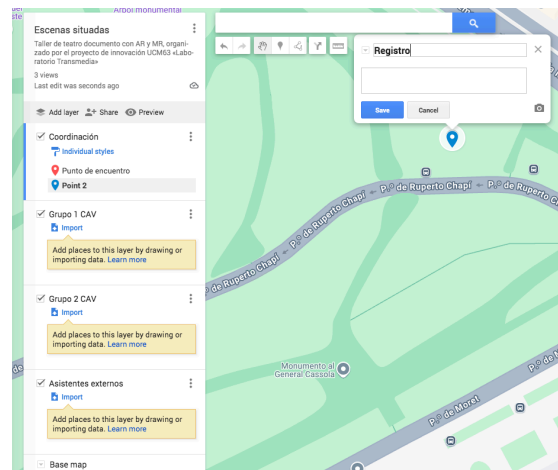 Arbol.monumental
Escenas situadas
Taller de teatro documento con AR y MR, organi-
zado por el proyecto de innovación UCM63 «Labo-
ratorio Transmedia»
3 views
Last edit was seconds ago
Add layer Share Preview
Coordinación
Individual styles
Punto de encuentro
Point 2
Grupo 1 CAV
Import
Add places to this layer by drawing or
importing data. Learn more
Grupo 2 CAV
Import
Add places to this layer by drawing or
importing data. Learn more
Asistentes externos
Import
Add places to this layer by drawing or
importing data. Learn more
Base map
Registro
Save Cancel
P.º de Ruperto Chapí
P.º de Ruperto Chapí
P.º de Ruperto Chapí
P.º de Ruperto Chapí
Monumento al
General Cassola
P.º de Moret
P.º de M